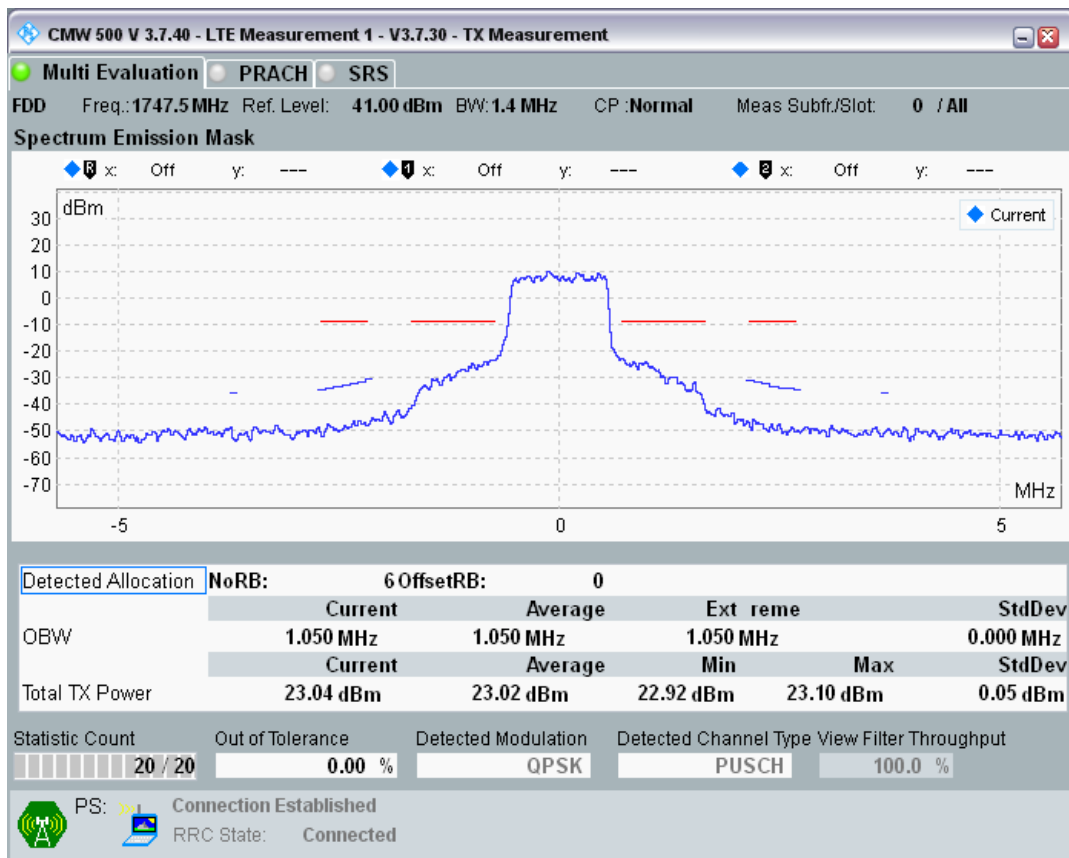 CMW 500 V 3.7.40 - LTE Measurement 1 - V3.7.30 - TX Measurement
Multi Evaluation PRACH SRS
FDD Freq.: 1747.5 MHz Ref. Level: 41.00 dBm BW: 1.4 MHz CP :Normal Meas Subfr./Slot: 0 / All
Spectrum Emission Mask
R x: Off y: --- 1 x: Off y: --- 2 x: Off y: ---
dBm
Current
30
20
10
0
-10
-20
-30
-40
-50
-60
-70
MHz
-5 0 5
Detected Allocation NoRB: 6 OffsetRB: 0
Current Average Ext reme StdDev
OBW 1.050 MHz 1.050 MHz 1.050 MHz 0.000 MHz
Current Average Min Max StdDev
Total TX Power 23.04 dBm 23.02 dBm 22.92 dBm 23.10 dBm 0.05 dBm
Statistic Count Out of Tolerance Detected Modulation Detected Channel Type View Filter Throughput
20 / 20 0.00 % QPSK PUSCH 100.0 %
PS: Connection Established
RRC State: Connected